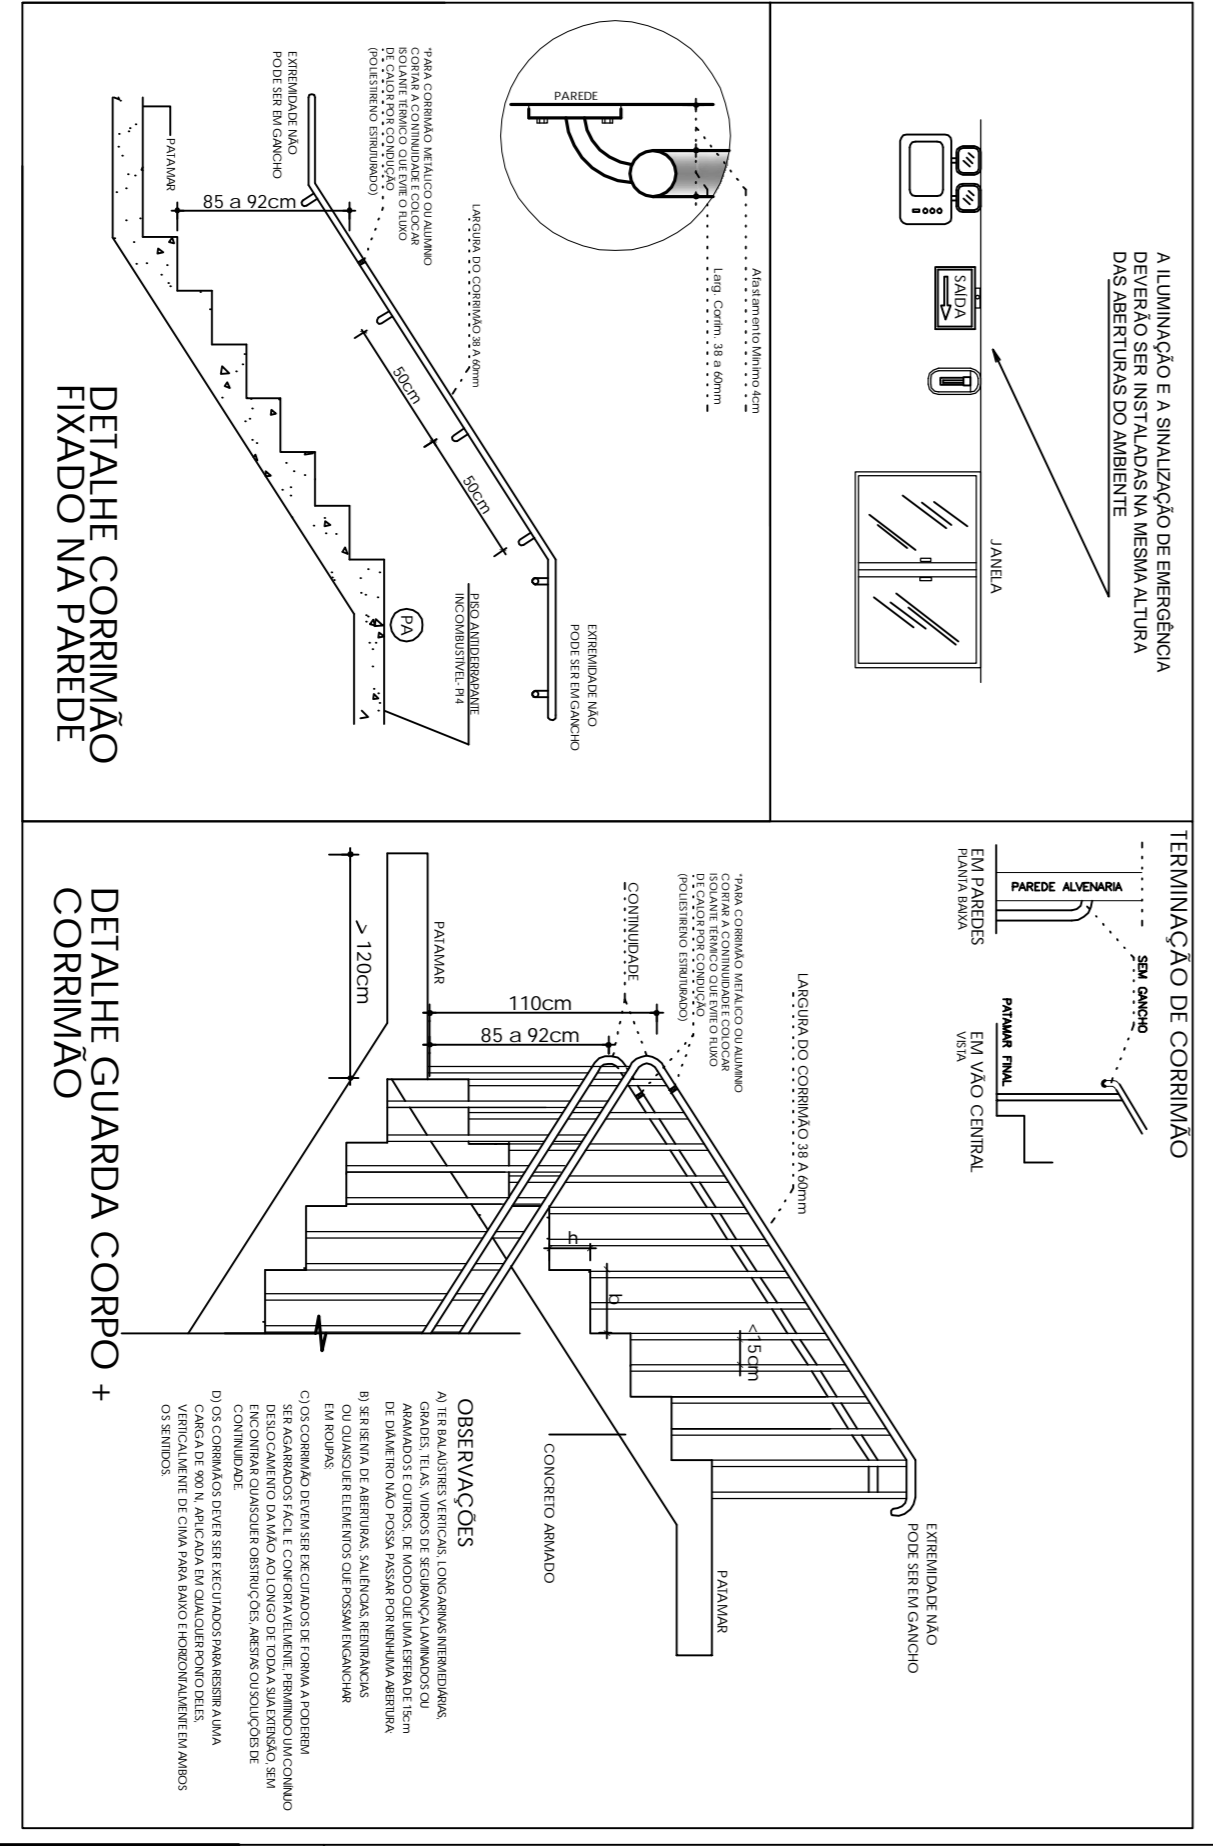 A ILUMINAÇÃO E A SINALIZAÇÃO DE EMERGÊNCIA
DEVERÃO SER INSTALADAS NA MESMA ALTURA
DAS ABERTURAS DO AMBIENTE
JANELA
SAÍDA
Afastamento Minimo 4cm
Larg. Corrim. 38 a 60mm
PAREDE
LARGURA DO CORRIMÃO 38 A 60mm
*PARA CORRIMÃO METÁLICO OU ALUMINIO
CORTAR A CONTINUIDADE E COLOCAR
ISOLANTE TÉRMICO QUE EVITE O FLUXO
DE CALOR POR CONDUÇÃO
(POLIESTIRENO ESTRUTURADO)
EXTREMIDADE NÃO
PODE SER EM GANCHO
PATAMAR
85 a 92cm
50cm
50cm
EXTREMIDADE NÃO
PODE SER EM GANCHO
PISO ANTIDERRAPANTE
INCOMBUSTÍVEL- PI4
PA
DETALHE CORRIMÃO
FIXADO NA PAREDE
TERMINAÇÃO DE CORRIMÃO
PAREDE ALVENARIA
SEM GANCHO
PATAMAR FINAL
EM PAREDES
PLANTA BAIXA
EM VÃO CENTRAL
VISTA
LARGURA DO CORRIMÃO 38 A 60mm
*PARA CORRIMÃO METÁLICO OU ALUMINIO
CORTAR A CONTINUIDADE E COLOCAR
ISOLANTE TÉRMICO QUE EVITE O FLUXO
DE CALOR POR CONDUÇÃO
(POLIESTIRENO ESTRUTURADO)
CONTINUIDADE
EXTREMIDADE NÃO
PODE SER EM GANCHO
110cm
85 a 92cm
<15cm
h
b
PATAMAR
PATAMAR
> 120cm
CONCRETO ARMADO
OBSERVAÇÕES
A) TER BALAÚSTRES VERTICAIS, LONGARINAS INTERMEDIÁRIAS,
GRADES, TELAS, VIDROS DE SEGURANÇA LAMINADOS OU
ARAMADOS E OUTROS, DE MODO QUE UMA ESFERA DE 15cm
DE DIÂMETRO NÃO POSSA PASSAR POR NENHUMA ABERTURA;
B) SER ISENTA DE ABERTURAS, SALIÊNCIAS, REENTRÂNCIAS
OU QUAISQUER ELEMENTOS QUE POSSAM ENGANCHAR
EM ROUPAS;
C) OS CORRIMÃO DEVEM SER EXECUTADOS DE FORMA A PODEREM
SER AGARRADOS FÁCIL E CONFORTAVELMENTE, PERMITINDO UM CONÍNUO
DESLOCAMENTO DA MÃO AO LONGO DE TODA A SUA EXTENSÃO, SEM
ENCONTRAR QUAISQUER OBSTRUÇÕES, ARESTAS OU SOLUÇÕES DE
CONTINUIDADE.
D) OS CORRIMÃOS DEVER SER EXECUTADOS PARA RESISTIR A UMA
CARGA DE 900 N, APLICADA EM QUALQUER PONTO DELES,
VERTICALMENTE DE CIMA PARA BAIXO E HORIZONTALMENTE EM AMBOS
OS SENTIDOS.
DETALHE GUARDA CORPO +
CORRIMÃO